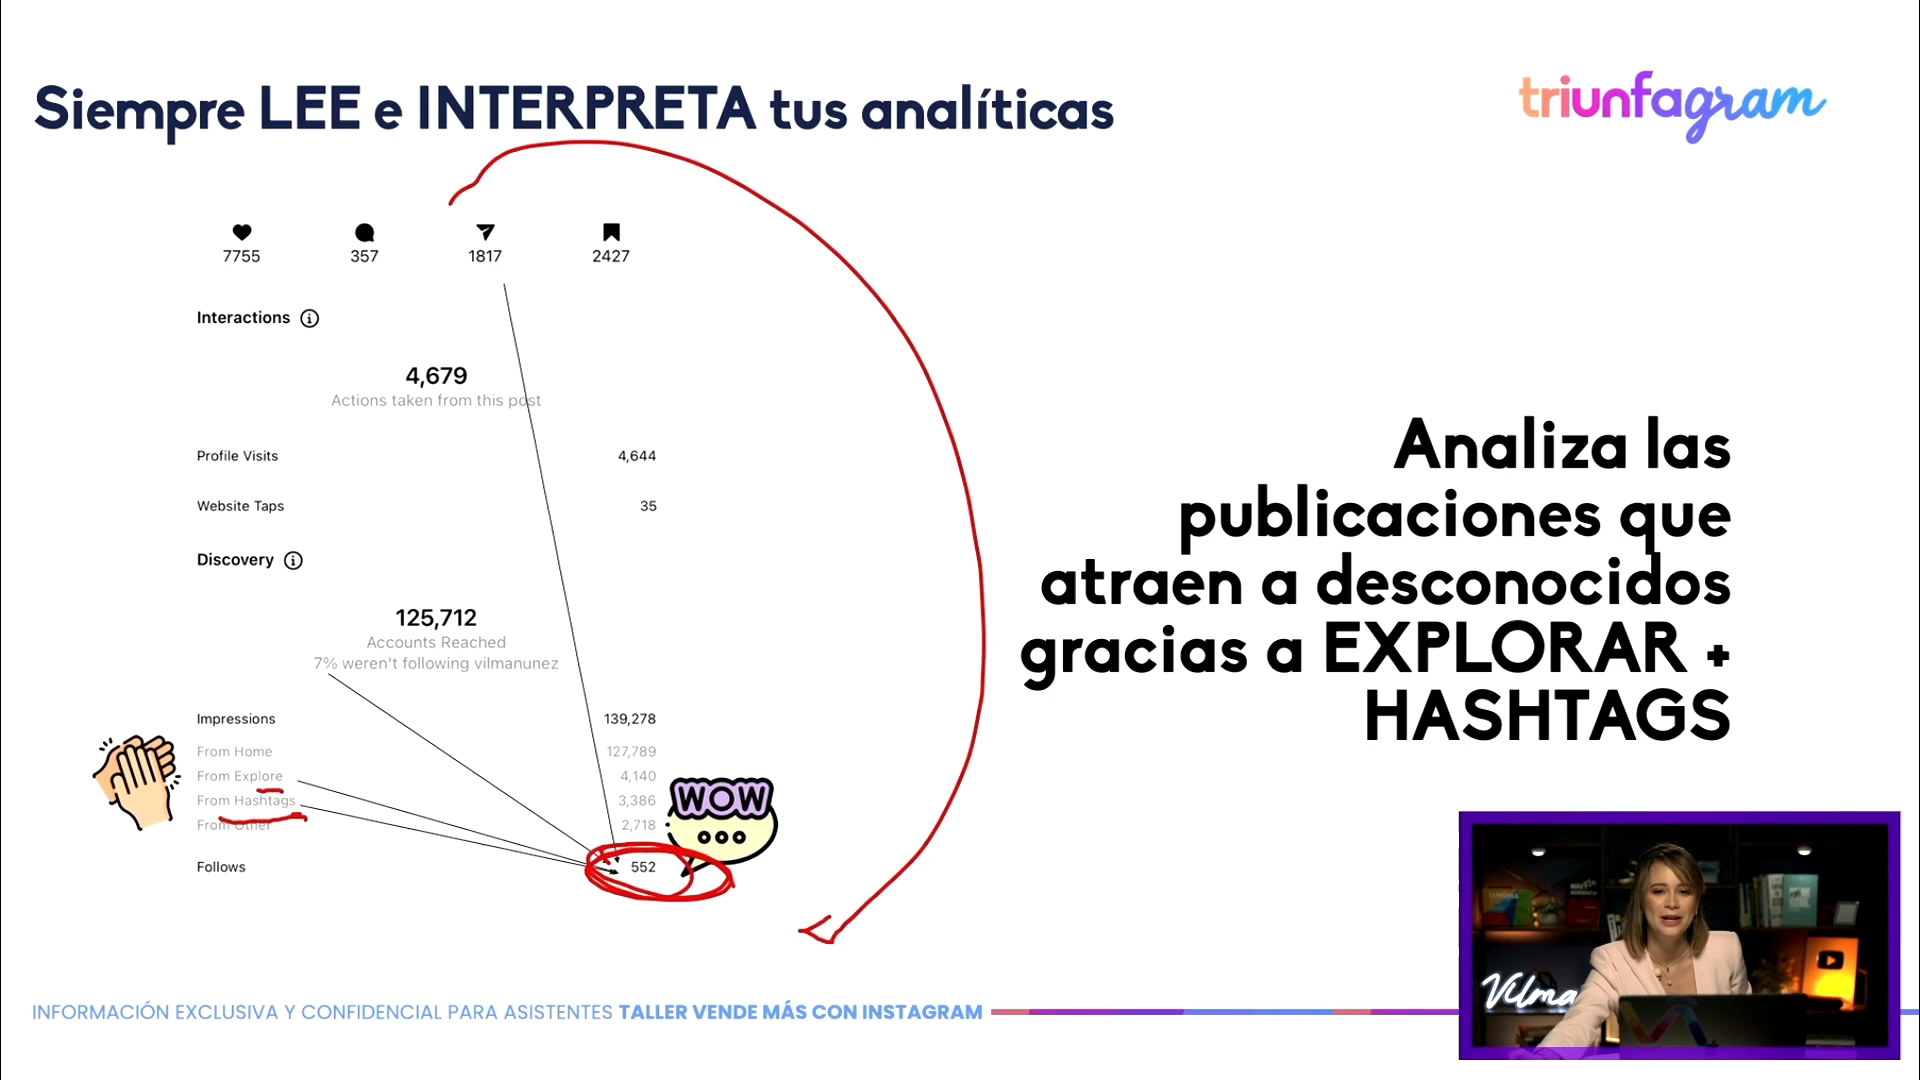 Siempre LEE e INTERPRETA tus analíticas
triunfagram
7755 357 1817 2427
Interactions
4,679
Actions taken from this post
Profile Visits 4,644
Website Taps 35
Discovery
125,712
Accounts Reached
7% weren't following vilmanunez
Impressions 139,278
From Home 127,789
From Explore 4,140
From Hashtags 3,386
From Other 2,718
WOW
Follows 552
Analiza las
publicaciones que
atraen a desconocidos
gracias a EXPLORAR +
HASHTAGS
Vilma
INFORMACIÓN EXCLUSIVA Y CONFIDENCIAL PARA ASISTENTES TALLER VENDE MÁS CON INSTAGRAM